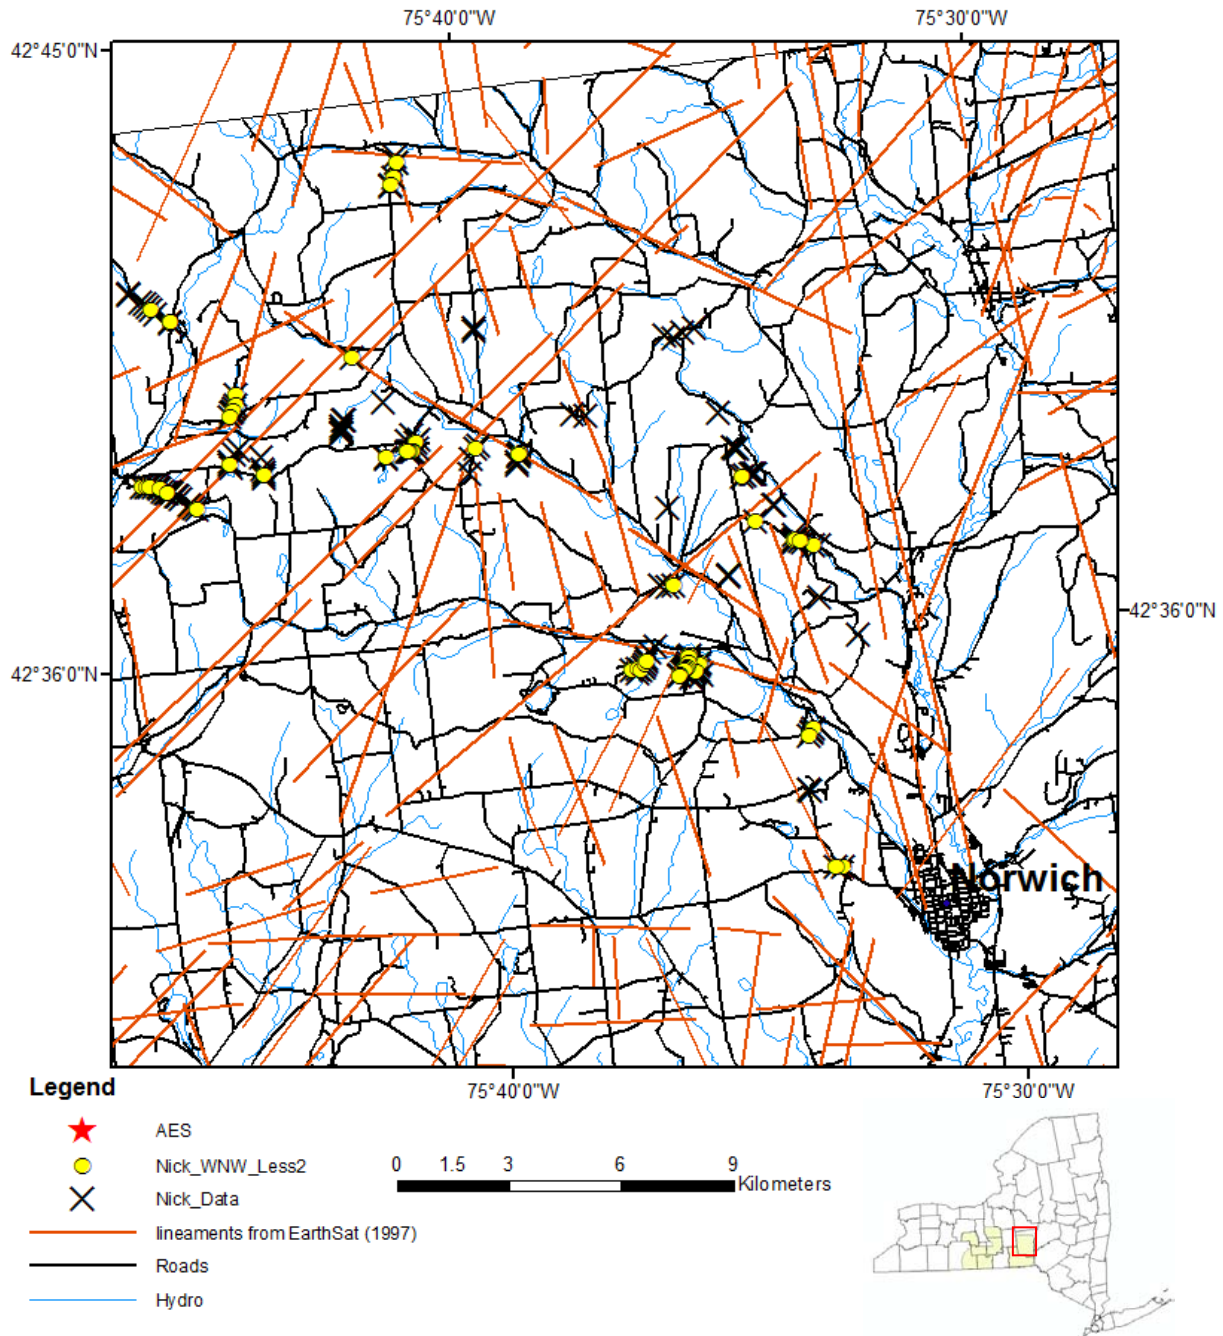 75°40'0"W
75°30'0"W
42°45'0"N
42°36'0"N
42°36'0"N
Norwich
75°40'0"W
75°30'0"W
Legend
AES
Nick_WNW_Less2
Nick_Data
lineaments from EarthSat (1997)
Roads
Hydro
0 1.5 3 6 9
Kilometers